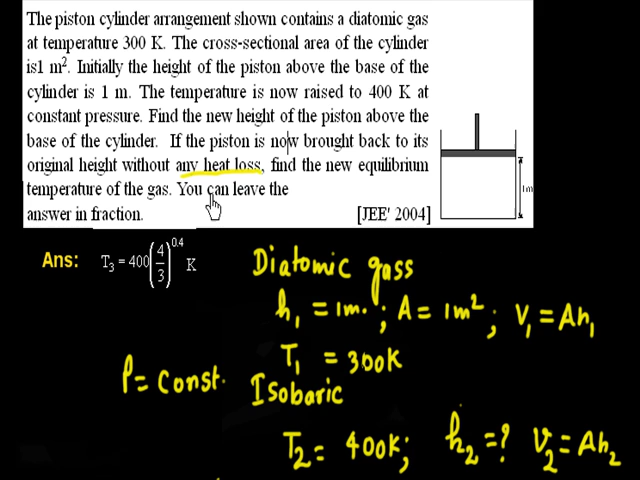 The piston cylinder arrangement shown contains a diatomic gas
at temperature 300 K. The cross-sectional area of the cylinder
is1 m². Initially the height of the piston above the base of the
cylinder is 1 m. The temperature is now raised to 400 K at
constant pressure. Find the new height of the piston above the
base of the cylinder. If the piston is now brought back to its
original height without any heat loss, find the new equilibrium
temperature of the gas. You can leave the
answer in fraction. [JEE' 2004]
1m
Ans: T₃ = 400(4/3)^0.4 K
Diatomic gass
h₁ = 1m. ; A = 1m² ; V₁ = Ah₁
T₁ = 300K
P = Const. Isobaric
T₂ = 400K; h₂ = ? V₂ = Ah₂